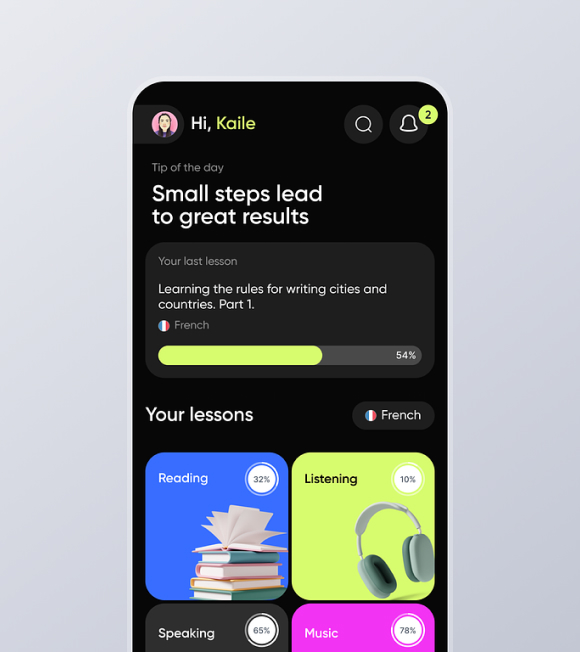 Hi, Kaile
2
Tip of the day
Small steps lead
to great results
Your last lesson
Learning the rules for writing cities and
countries. Part 1.
French
54%
Your lessons
French
Reading
32%
Listening
10%
Speaking
65%
Music
78%